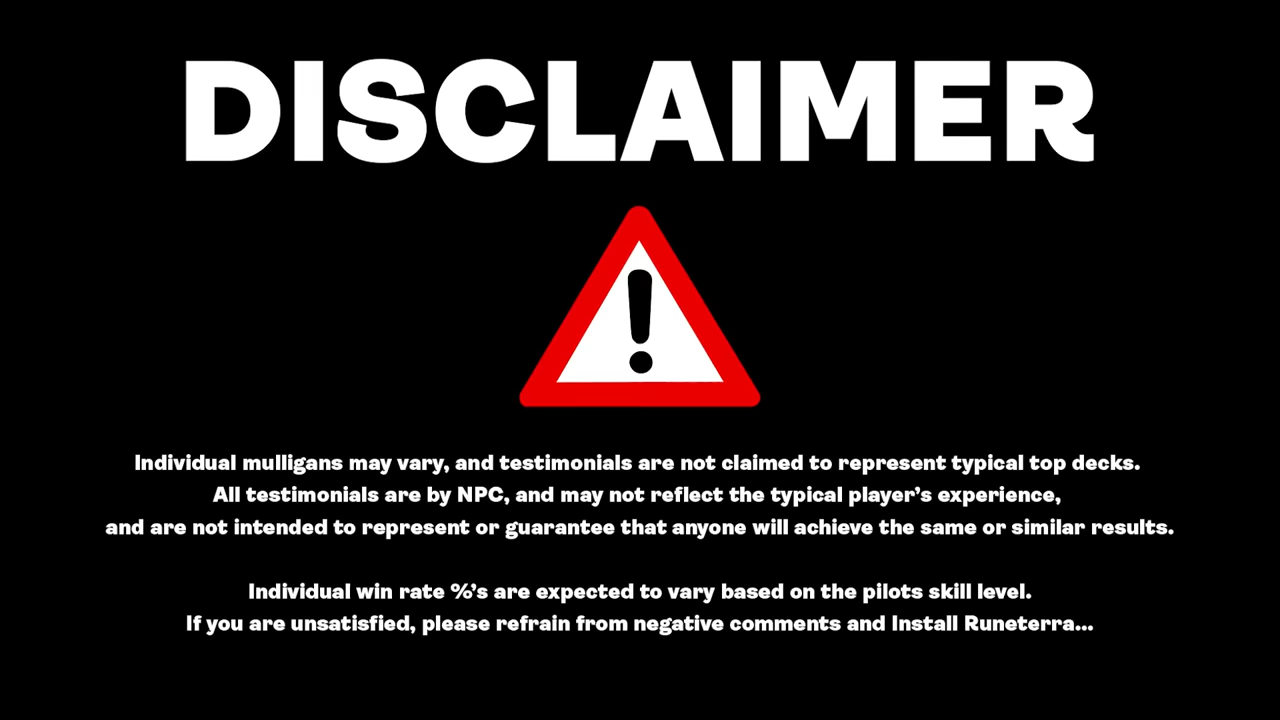 DISCLAIMER
Individual mulligans may vary, and testimonials are not claimed to represent typical top decks.
All testimonials are by NPC, and may not reflect the typical player’s experience,
and are not intended to represent or guarantee that anyone will achieve the same or similar results.
Individual win rate %’s are expected to vary based on the pilots skill level.
If you are unsatisfied, please refrain from negative comments and Install Runeterra...